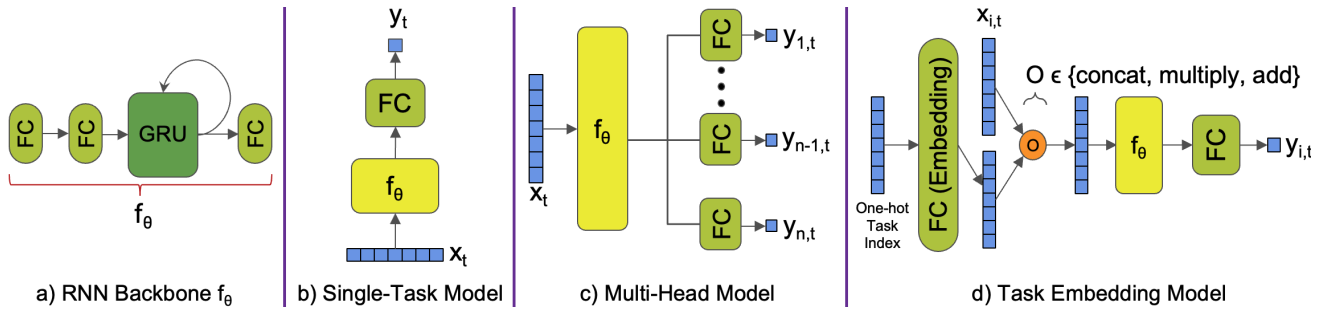 FC
FC
GRU
FC
fθ
a) RNN Backbone fθ
yt
FC
fθ
xt
b) Single-Task Model
xt
fθ
FC
y1,t
FC
yn-1,t
FC
yn,t
c) Multi-Head Model
One-hot
Task
Index
FC (Embedding)
xi,t
O ϵ {concat, multiply, add}
O
fθ
FC
yi,t
d) Task Embedding Model